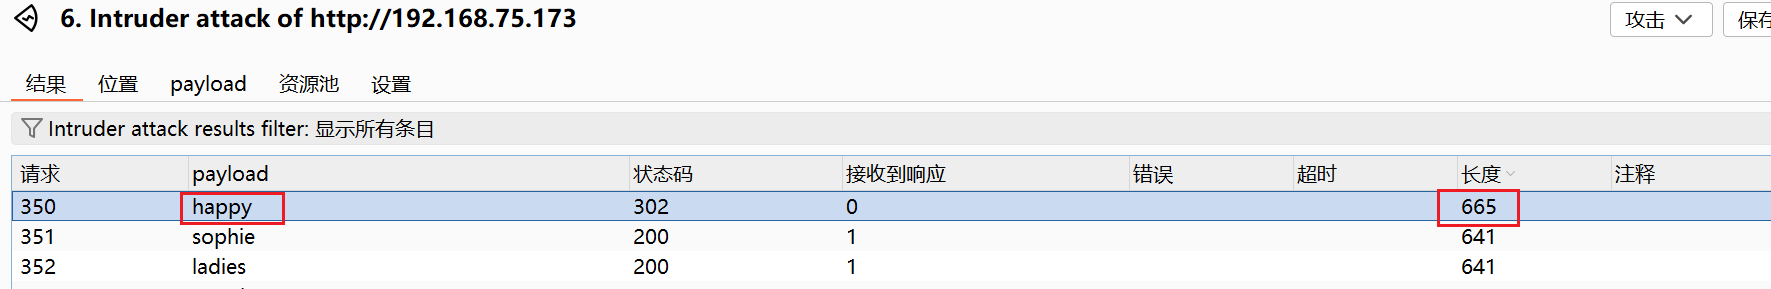 6. Intruder attack of http://192.168.75.173
攻击
保存
结果 位置 payload 资源池 设置
Intruder attack results filter: 显示所有条目
请求 payload 状态码 接收到响应 错误 超时 长度 注释
350 happy 302 0 665
351 sophie 200 1 641
352 ladies 200 1 641